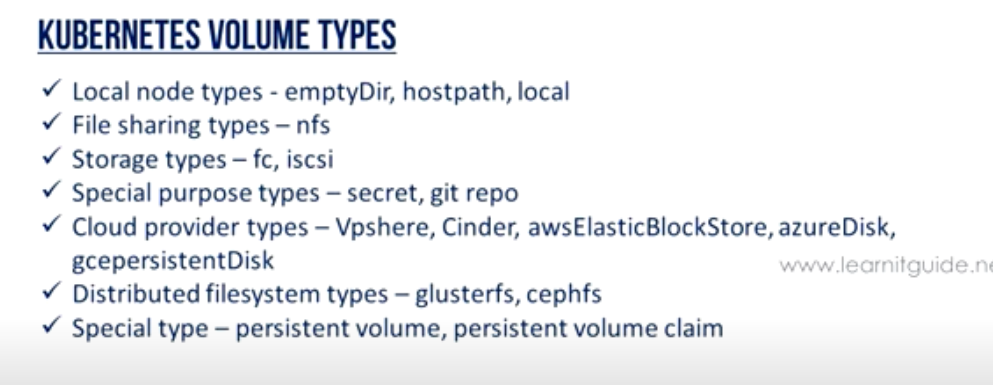 KUBERNETES VOLUME TYPES
✓ Local node types - emptyDir, hostpath, local
✓ File sharing types – nfs
✓ Storage types – fc, iscsi
✓ Special purpose types – secret, git repo
✓ Cloud provider types – Vpshere, Cinder, awsElasticBlockStore, azureDisk,
gcepersistentDisk
www.learnitguide.ne
✓ Distributed filesystem types – glusterfs, cephfs
✓ Special type – persistent volume, persistent volume claim